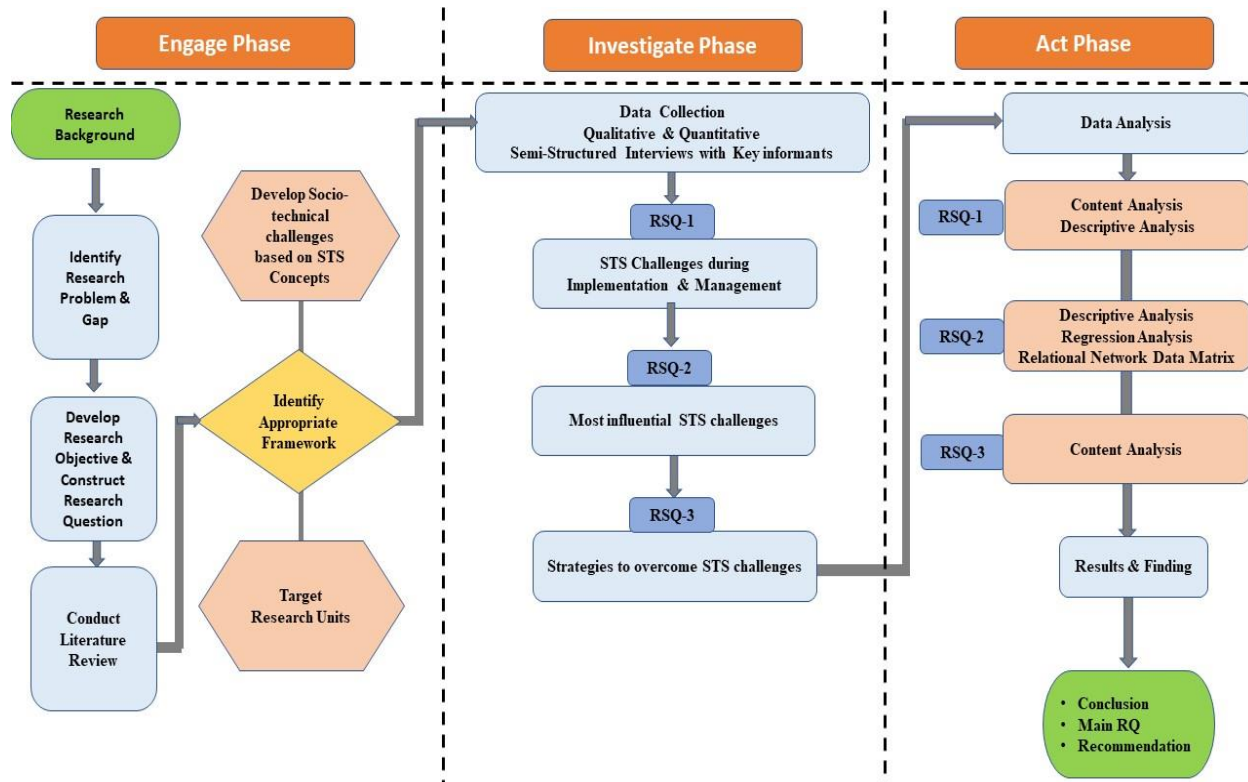 Engage Phase
Research
Background
Identify
Research
Problem &
Gap
Develop
Research
Objective &
Construct
Research
Question
Conduct
Literature
Review
Develop Socio-
technical
challenges
based on STS
Concepts
Identify
Appropriate
Framework
Target
Research Units
Investigate Phase
Data Collection
Qualitative & Quantitative
Semi-Structured Interviews with Key informants
RSQ-1
STS Challenges during
Implementation & Management
RSQ-2
Most influential STS challenges
RSQ-3
Strategies to overcome STS challenges
Act Phase
Data Analysis
RSQ-1
Content Analysis
Descriptive Analysis
RSQ-2
Descriptive Analysis
Regression Analysis
Relational Network Data Matrix
RSQ-3
Content Analysis
Results & Finding
• Conclusion
• Main RQ
• Recommendation